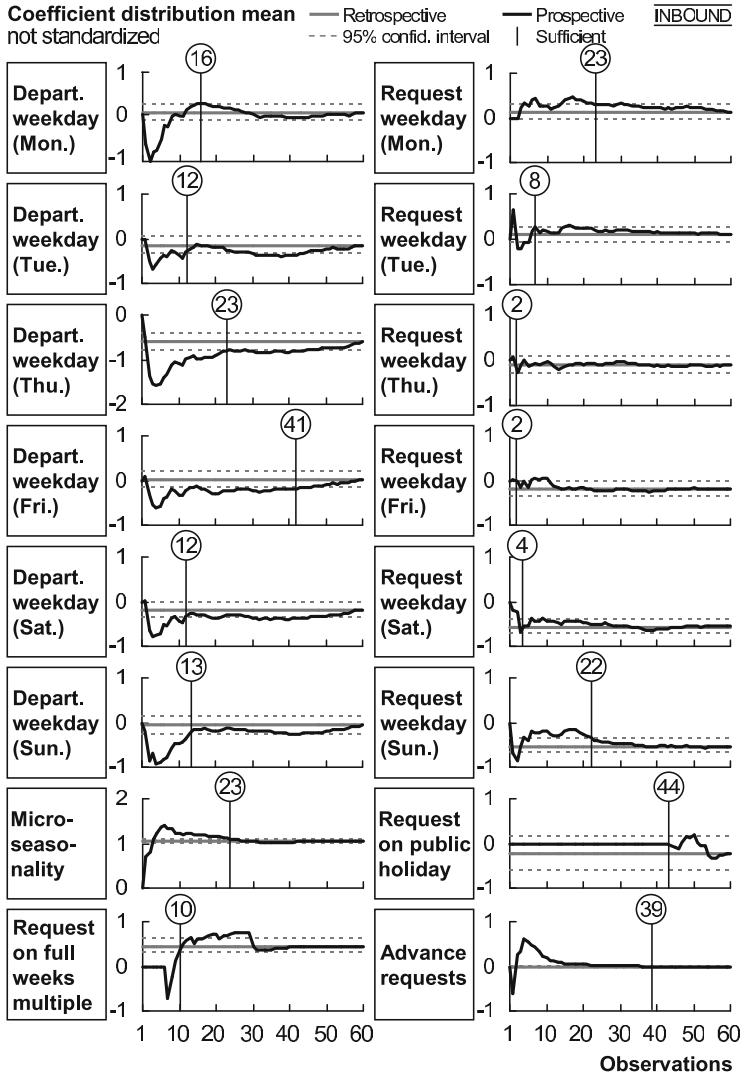 Coefficient distribution mean
not standardized
Retrospective
Prospective
95% confid. interval
Sufficient
INBOUND
Depart.
weekday
(Mon.)
1
0
-1
16
Request
weekday
(Mon.)
1
0
-1
23
Depart.
weekday
(Tue.)
1
0
-1
12
Request
weekday
(Tue.)
1
0
-1
8
Depart.
weekday
(Thu.)
0
-1
-2
23
Request
weekday
(Thu.)
1
0
-1
2
Depart.
weekday
(Fri.)
1
0
-1
41
Request
weekday
(Fri.)
1
0
-1
2
Depart.
weekday
(Sat.)
1
0
-1
12
Request
weekday
(Sat.)
1
0
-1
4
Depart.
weekday
(Sun.)
1
0
-1
13
Request
weekday
(Sun.)
1
0
-1
22
Micro-
seaso-
nality
2
1
0
23
Request
on public
holiday
1
0
-1
44
Request
on full
weeks
multiple
1
0
-1
10
Advance
requests
1
0
-1
39
1 10 20 30 40 50 60
1 10 20 30 40 50 60
Observations